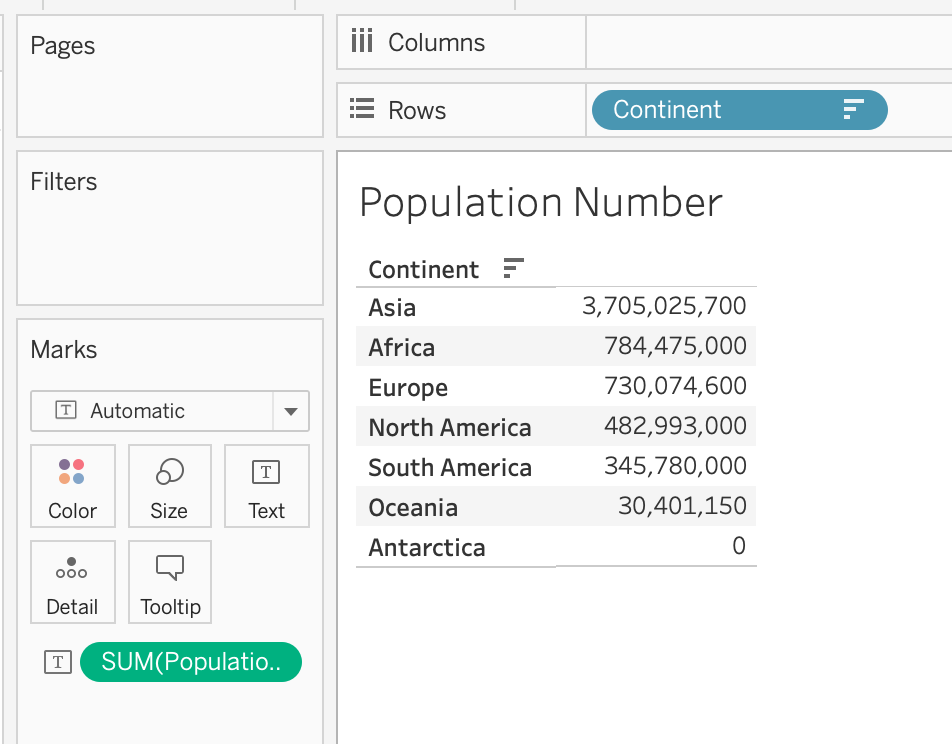 Pages
Columns
Rows
Continent
Filters
Population Number
Continent
Asia 3,705,025,700
Africa 784,475,000
Europe 730,074,600
North America 482,993,000
South America 345,780,000
Oceania 30,401,150
Antarctica 0
Marks
T Automatic
Color
Size
T
Text
Detail
Tooltip
T SUM(Populatio..